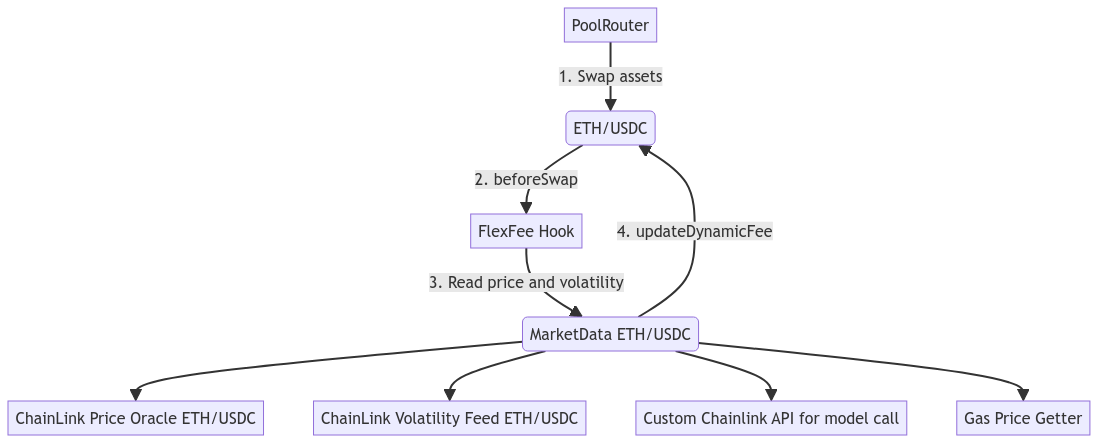 PoolRouter
1. Swap assets
ETH/USDC
2. beforeSwap
FlexFee Hook
4. updateDynamicFee
3. Read price and volatility
MarketData ETH/USDC
ChainLink Price Oracle ETH/USDC
ChainLink Volatility Feed ETH/USDC
Custom Chainlink API for model call
Gas Price Getter